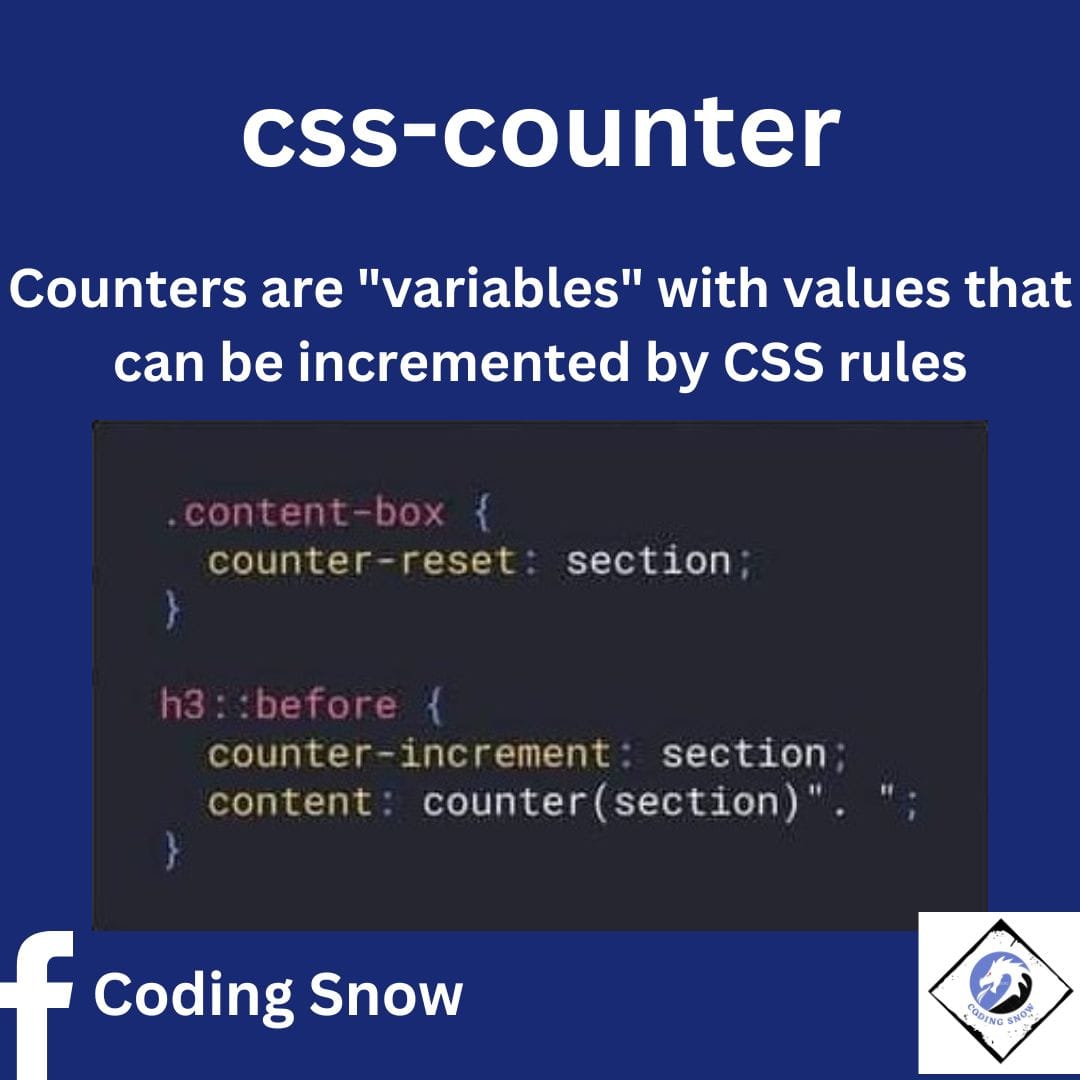 css-counter
Counters are "variables" with values that
can be incremented by CSS rules
.content-box {
  counter-reset: section;
}
h3::before {
  counter-increment: section;
  content: counter(section)". ";
}
Coding Snow
CODING SNOW